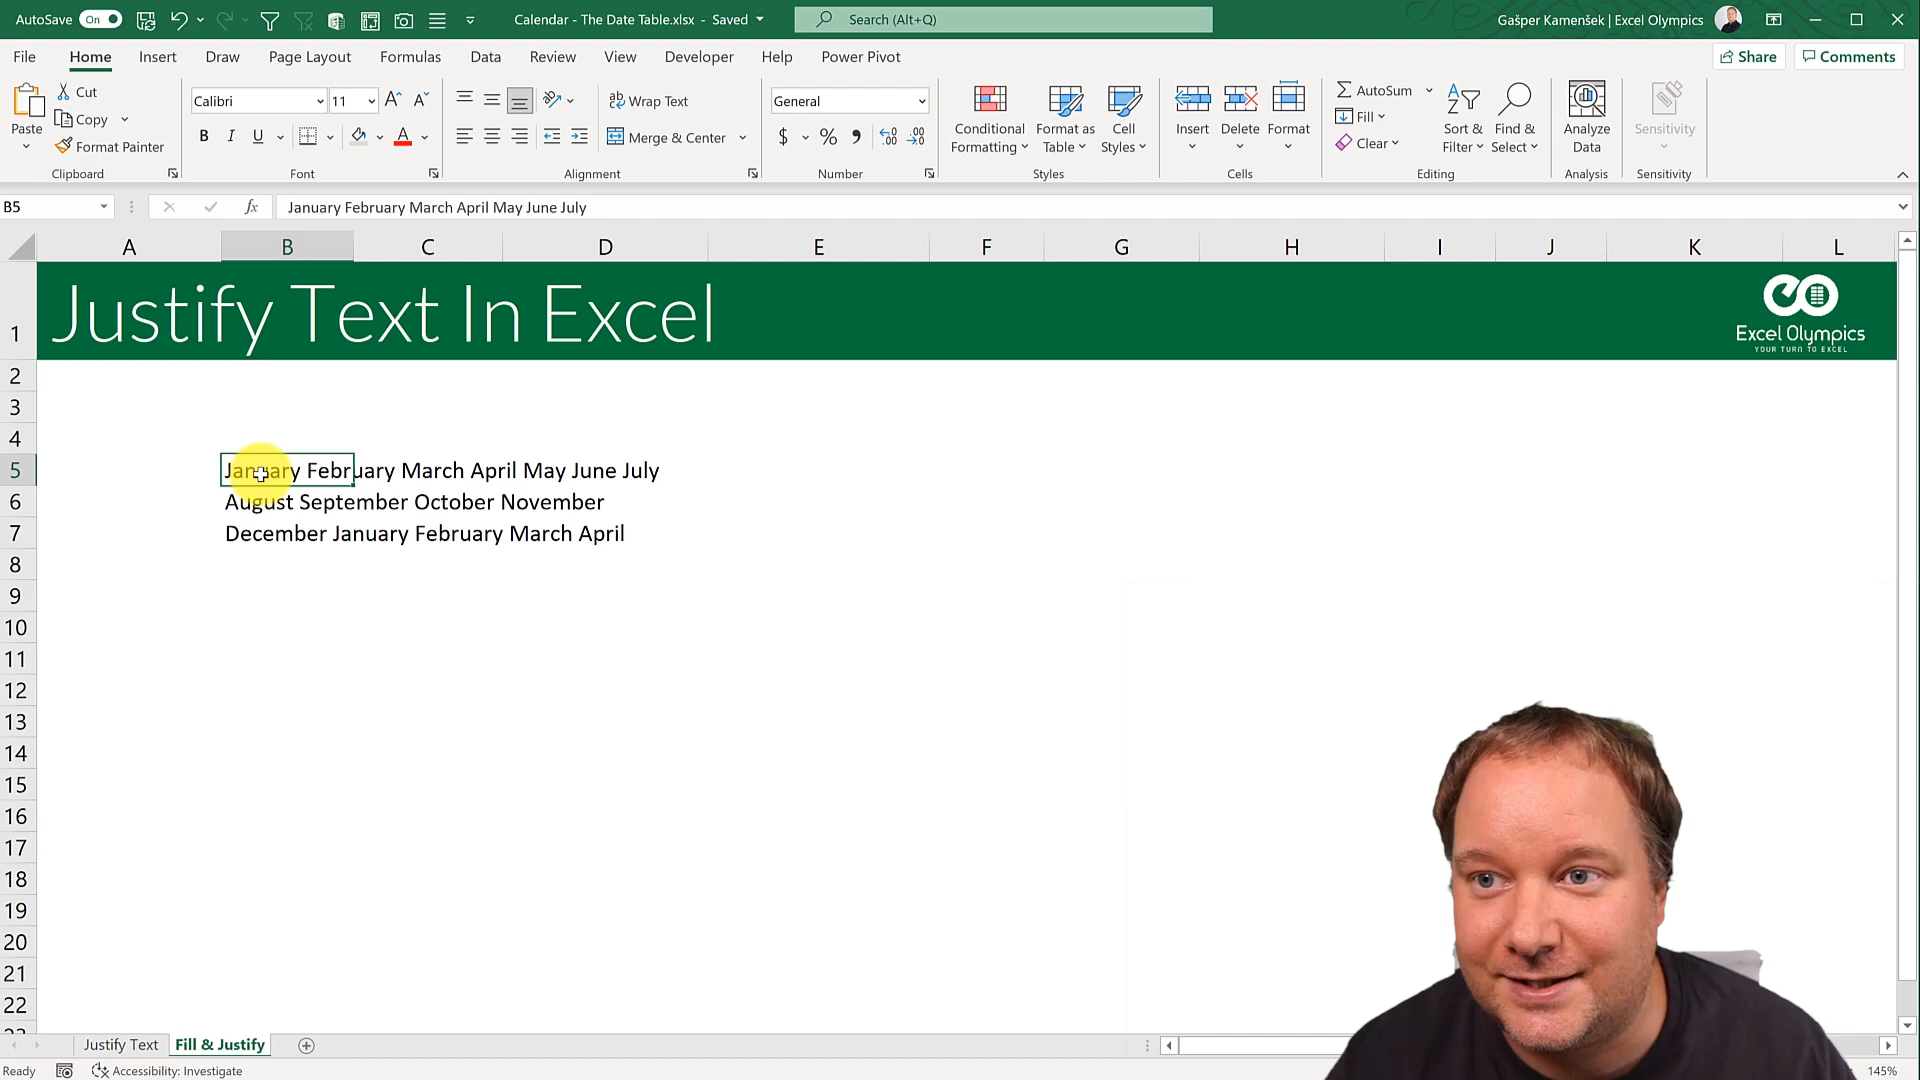 AutoSave On Calendar - The Date Table.xlsx - Saved Search (Alt+Q) Gašper Kamenšek | Excel Olympics
File Home Insert Draw Page Layout Formulas Data Review View Developer Help Power Pivot Share Comments
Paste Cut Copy Format Painter
Clipboard
Calibri 11
B I U A
Font
ab Wrap Text
Merge & Center
Alignment
General
$ % 9
Number
Conditional Formatting Format as Table Cell Styles
Styles
Insert Delete Format
Cells
AutoSum
Fill
Clear
Sort & Filter Find & Select
Editing
Analyze Data
Analysis
Sensitivity
Sensitivity
B5 fx January February March April May June July
A B C D E F G H I J K L
1 Justify Text In Excel
Excel Olympics
YOUR TURN TO EXCEL
2
3
4
5 January February March April May June July
6 August September October November
7 December January February March April
8
9
10
11
12
13
14
15
16
17
18
19
20
21
22
23
Justify Text Fill & Justify
Ready Accessibility: Investigate 145%